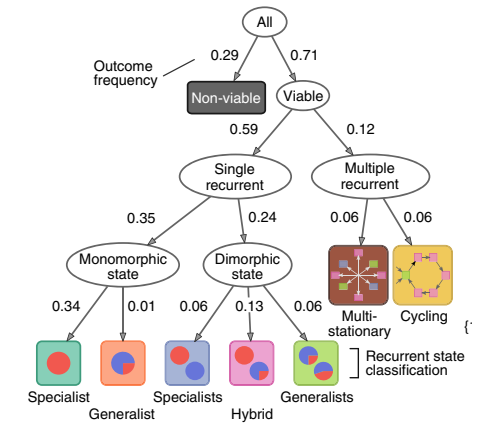 All
0.29
0.71
Outcome
frequency
Non-viable
Viable
0.59
0.12
Single
recurrent
Multiple
recurrent
0.35
0.24
0.06
0.06
Monomorphic
state
Dimorphic
state
0.34
0.01
0.06
0.13
0.06
Multi-
stationary
Cycling
{
Recurrent state
classification
Specialist
Generalist
Specialists
Hybrid
Generalists